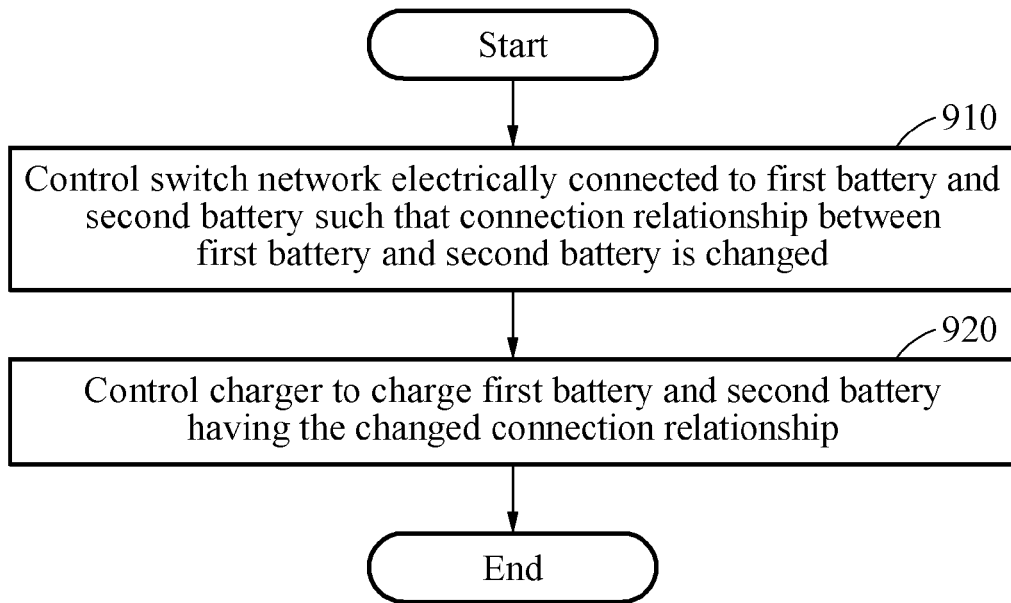 Start
910
Control switch network electrically connected to first battery and
second battery such that connection relationship between
first battery and second battery is changed
920
Control charger to charge first battery and second battery
having the changed connection relationship
End